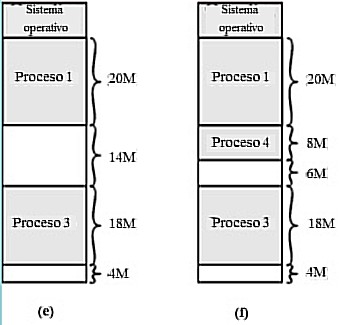 Sistema
operativo
Proceso 1
20M
14M
Proceso 3
18M
4M
(e)
Sistema
operativo
Proceso 1
20M
Proceso 4
8M
6M
Proceso 3
18M
4M
(f)